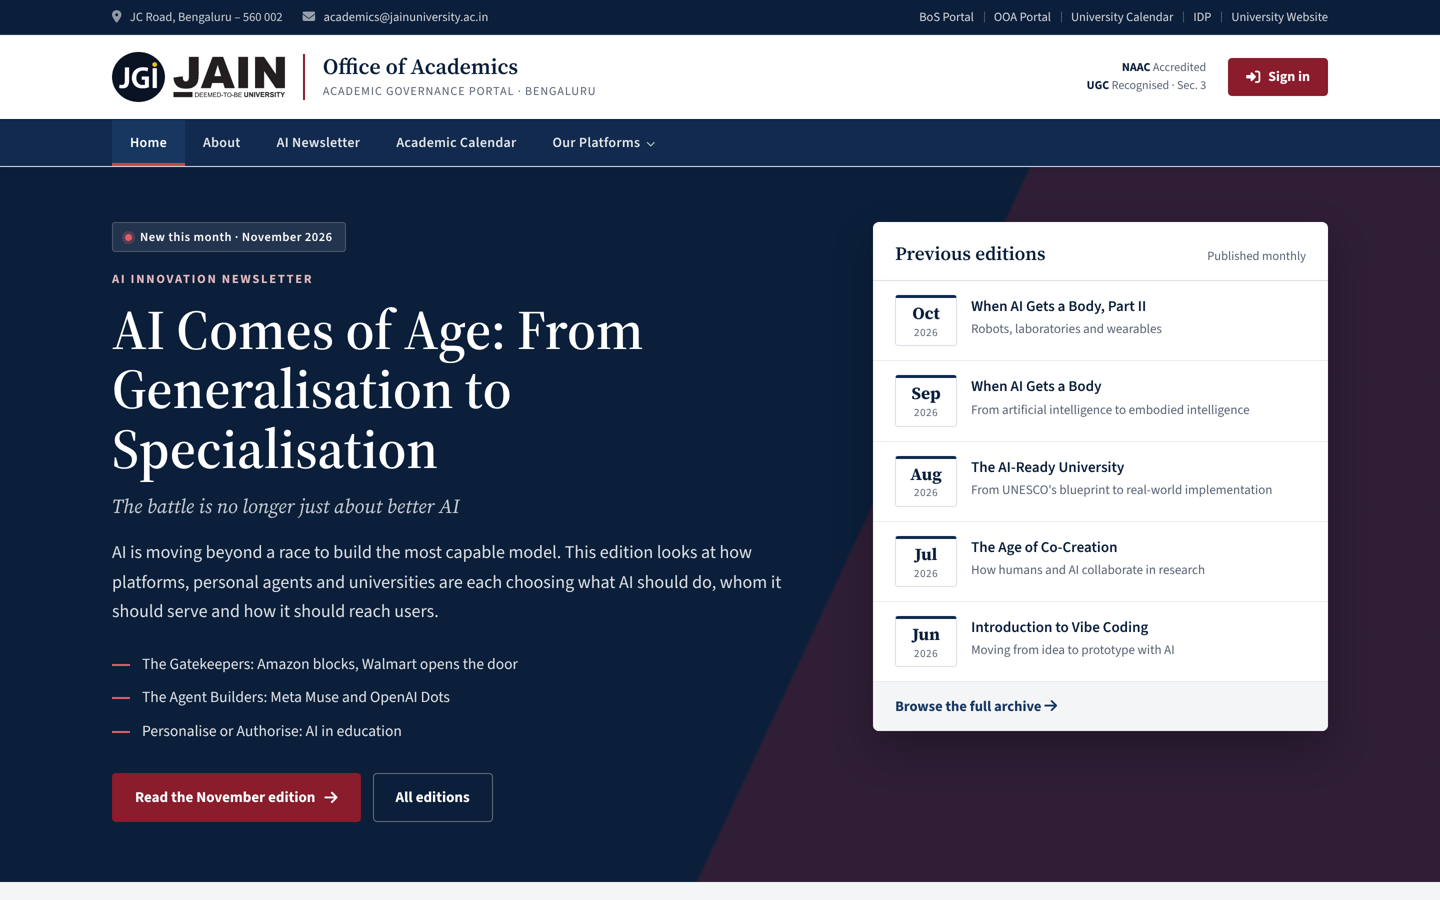 JC Road, Bengaluru – 560 002
academics@jainuniversity.ac.in
BoS Portal
OOA Portal
University Calendar
IDP
University Website
JGi
JAIN
DEEMED-TO-BE UNIVERSITY
Office of Academics
ACADEMIC GOVERNANCE PORTAL · BENGALURU
NAAC Accredited
UGC Recognised · Sec. 3
Sign in
Home
About
AI Newsletter
Academic Calendar
Our Platforms
New this month · November 2026
AI INNOVATION NEWSLETTER
AI Comes of Age: From
Generalisation to
Specialisation
The battle is no longer just about better AI
AI is moving beyond a race to build the most capable model. This edition looks at how
platforms, personal agents and universities are each choosing what AI should do, whom it
should serve and how it should reach users.
The Gatekeepers: Amazon blocks, Walmart opens the door
The Agent Builders: Meta Muse and OpenAI Dots
Personalise or Authorise: AI in education
Read the November edition
All editions
Previous editions
Published monthly
Oct
2026
When AI Gets a Body, Part II
Robots, laboratories and wearables
Sep
2026
When AI Gets a Body
From artificial intelligence to embodied intelligence
Aug
2026
The AI-Ready University
From UNESCO's blueprint to real-world implementation
Jul
2026
The Age of Co-Creation
How humans and AI collaborate in research
Jun
2026
Introduction to Vibe Coding
Moving from idea to prototype with AI
Browse the full archive